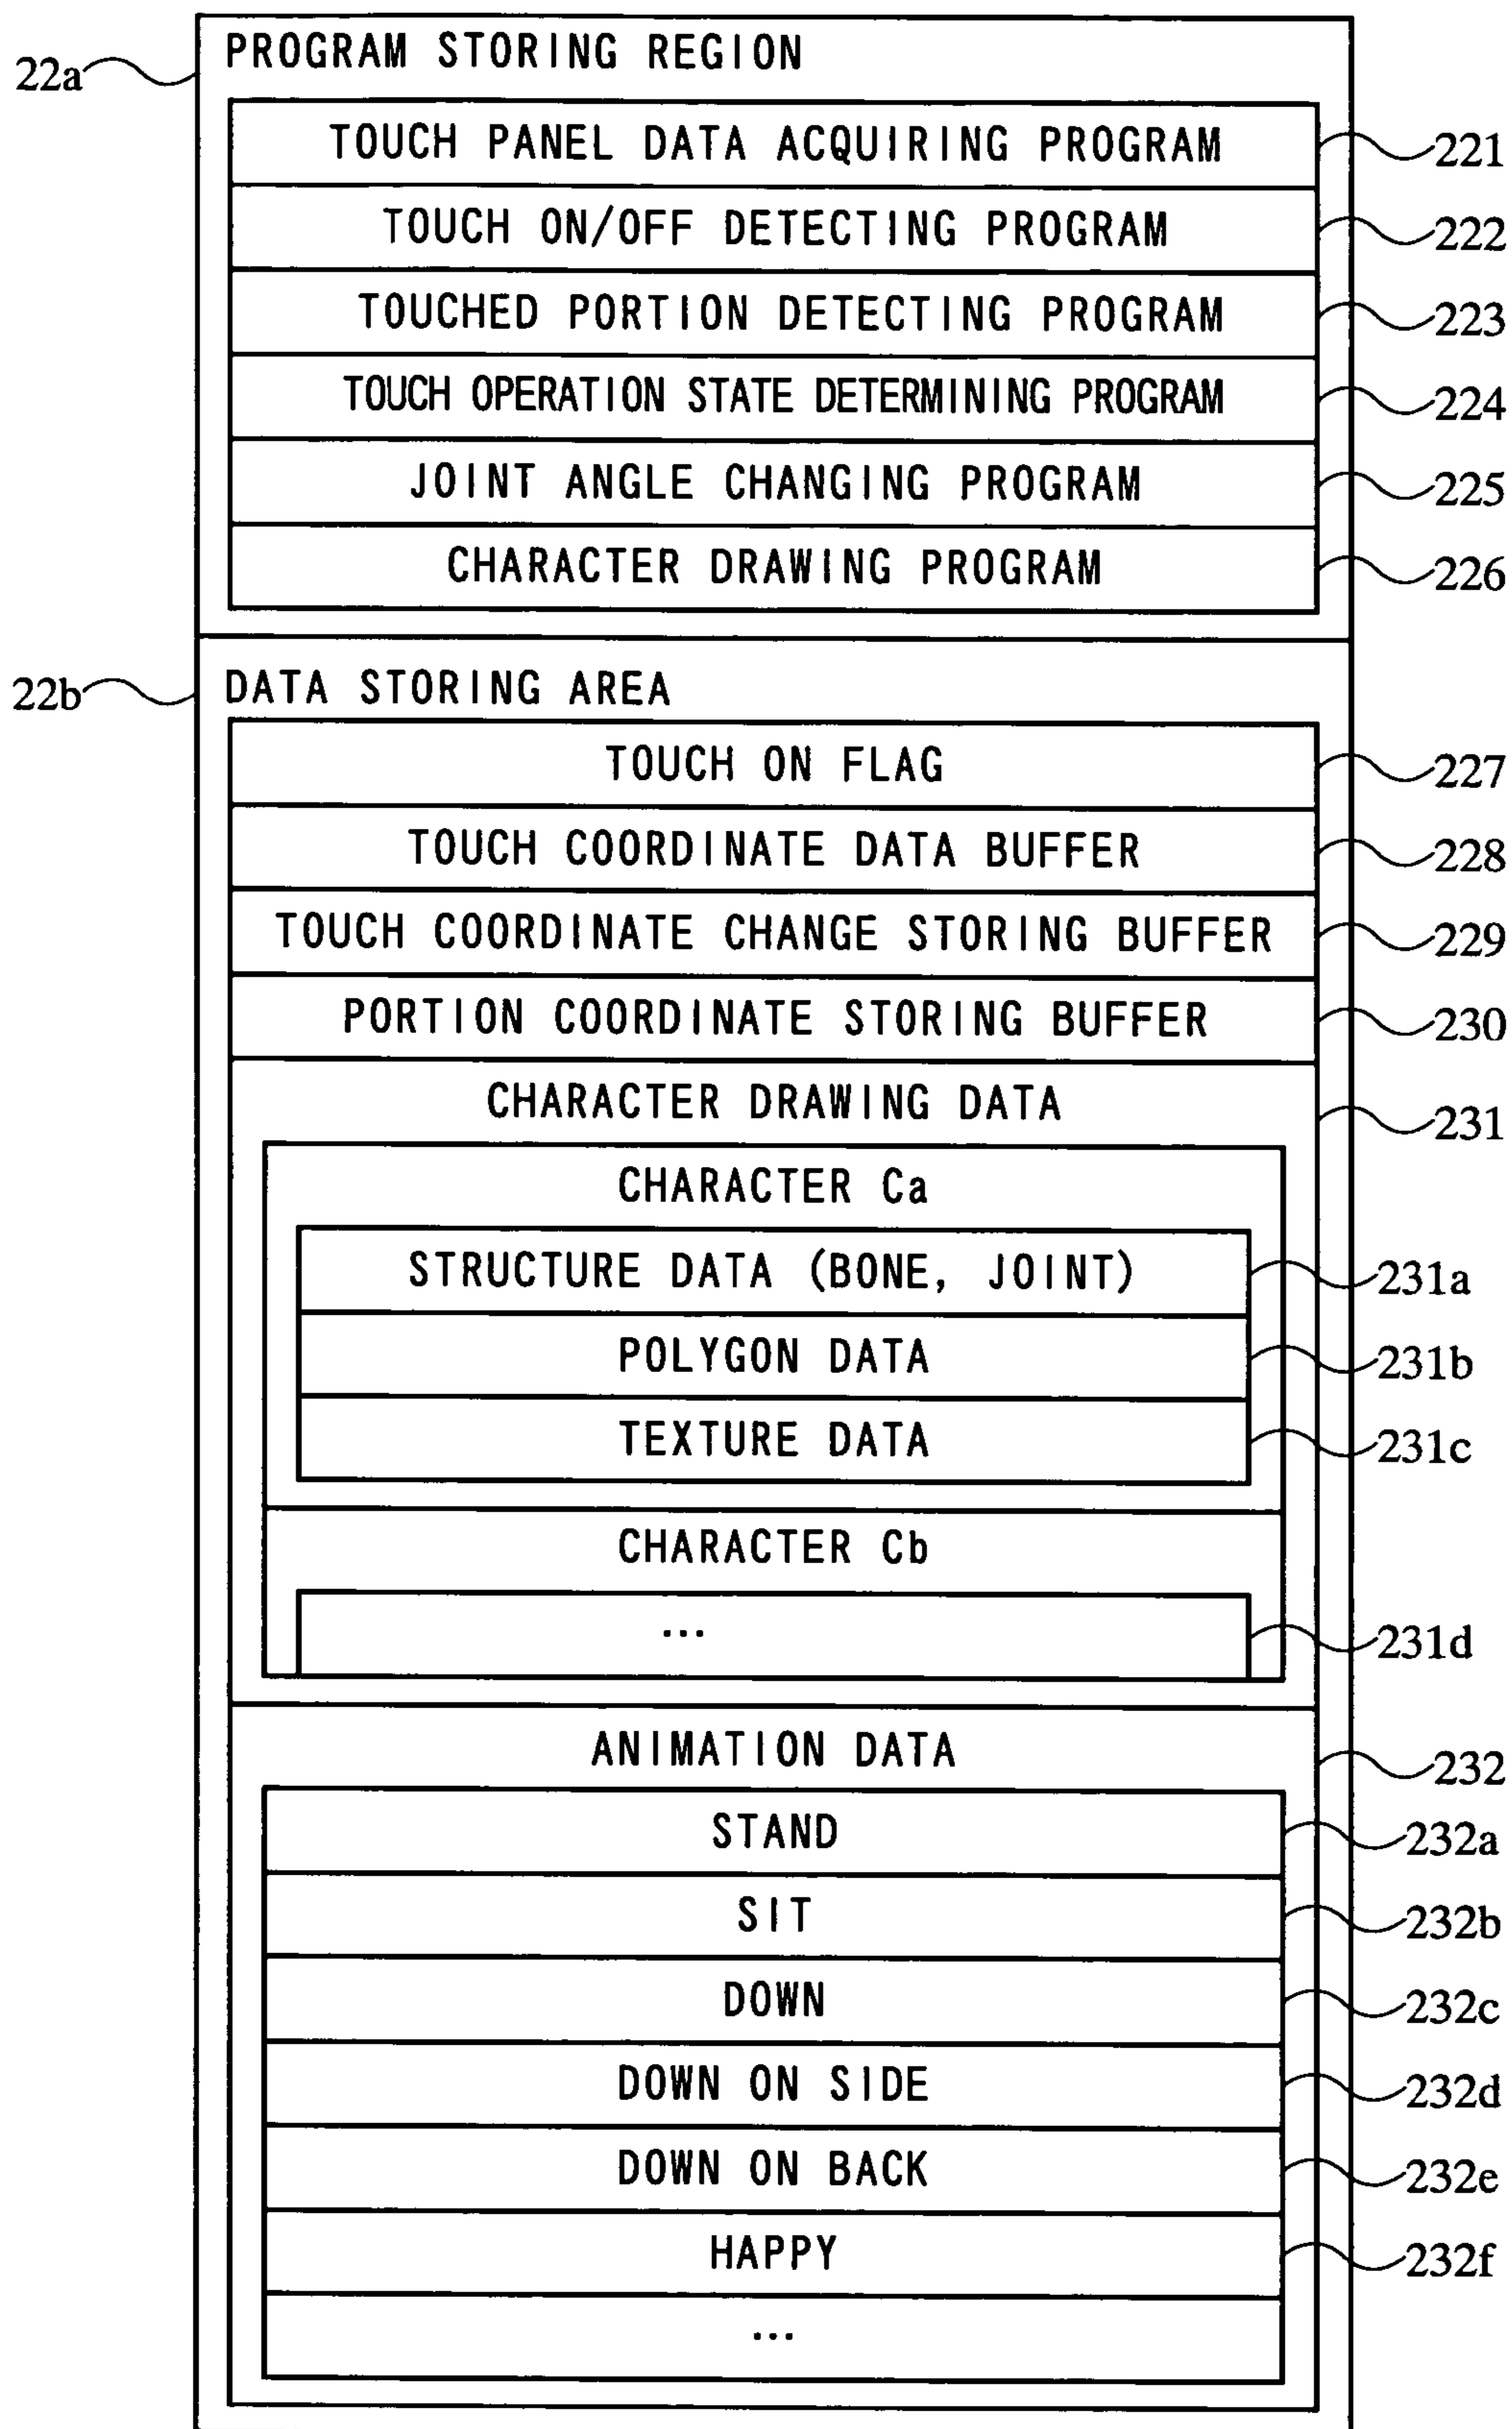 PROGRAM STORING REGION
22a
TOUCH PANEL DATA ACQUIRING PROGRAM
221
TOUCH ON/OFF DETECTING PROGRAM
222
TOUCHED PORTION DETECTING PROGRAM
223
TOUCH OPERATION STATE DETERMINING PROGRAM
224
JOINT ANGLE CHANGING PROGRAM
225
CHARACTER DRAWING PROGRAM
226
22b
DATA STORING AREA
TOUCH ON FLAG
227
TOUCH COORDINATE DATA BUFFER
228
TOUCH COORDINATE CHANGE STORING BUFFER
229
PORTION COORDINATE STORING BUFFER
230
CHARACTER DRAWING DATA
231
CHARACTER Ca
STRUCTURE DATA (BONE, JOINT)
231a
POLYGON DATA
231b
TEXTURE DATA
231c
CHARACTER Cb
...
231d
ANIMATION DATA
232
STAND
232a
SIT
232b
DOWN
232c
DOWN ON SIDE
232d
DOWN ON BACK
232e
HAPPY
232f
...